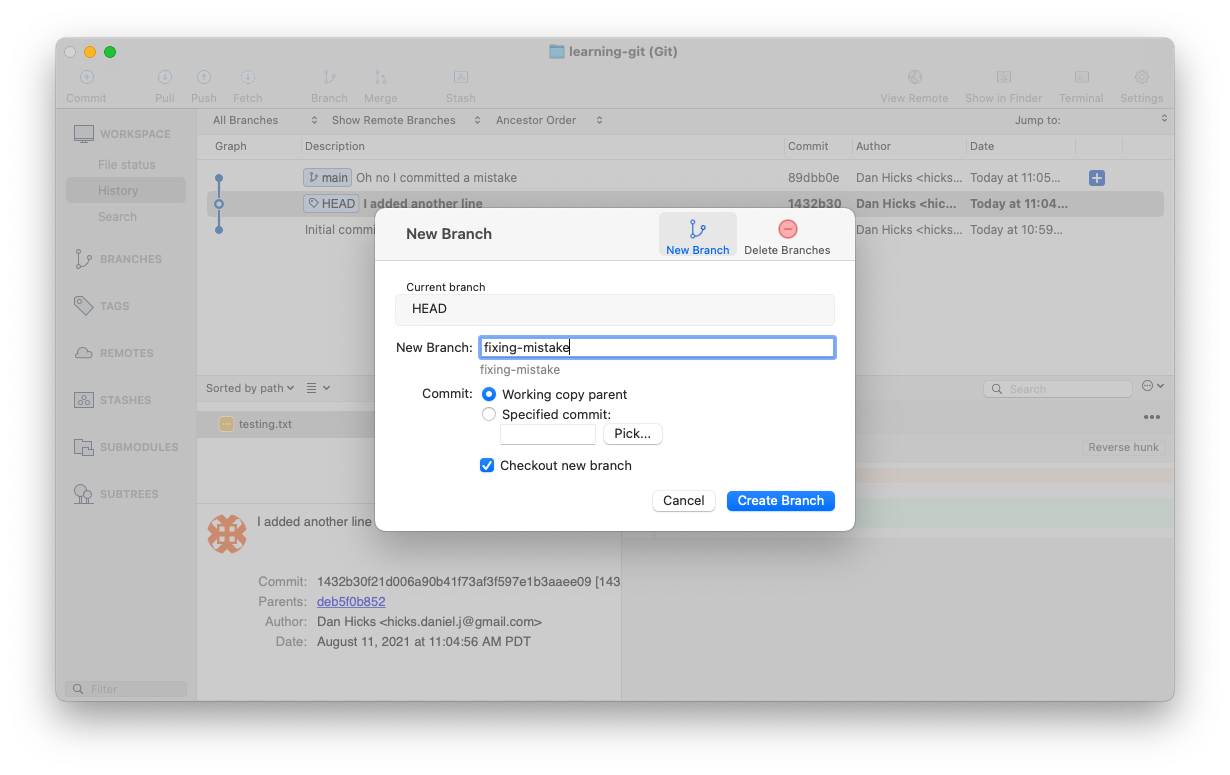 learning-git (Git)
Commit Pull Push Fetch Branch Merge Stash View Remote Show in Finder Terminal Settings
WORKSPACE
File status
History
Search
BRANCHES
TAGS
REMOTES
STASHES
SUBMODULES
SUBTREES
Filter
All Branches Show Remote Branches Ancestor Order Jump to:
Graph Description Commit Author Date
main Oh no I committed a mistake 89dbb0e Dan Hicks <hicks... Today at 11:05...
HEAD I added another line 1432b30 Dan Hicks <hic... Today at 11:04...
Initial commi Dan Hicks <hicks... Today at 10:59...
New Branch
New Branch Delete Branches
Current branch
HEAD
New Branch: fixing-mistake
fixing-mistake
Commit: Working copy parent
Specified commit:
Pick...
Checkout new branch
Cancel Create Branch
Sorted by path
Search
testing.txt
Reverse hunk
I added another line
Commit: 1432b30f21d006a90b41f73af3f597e1b3aaee09 [143
Parents: deb5f0b852
Author: Dan Hicks <hicks.daniel.j@gmail.com>
Date: August 11, 2021 at 11:04:56 AM PDT